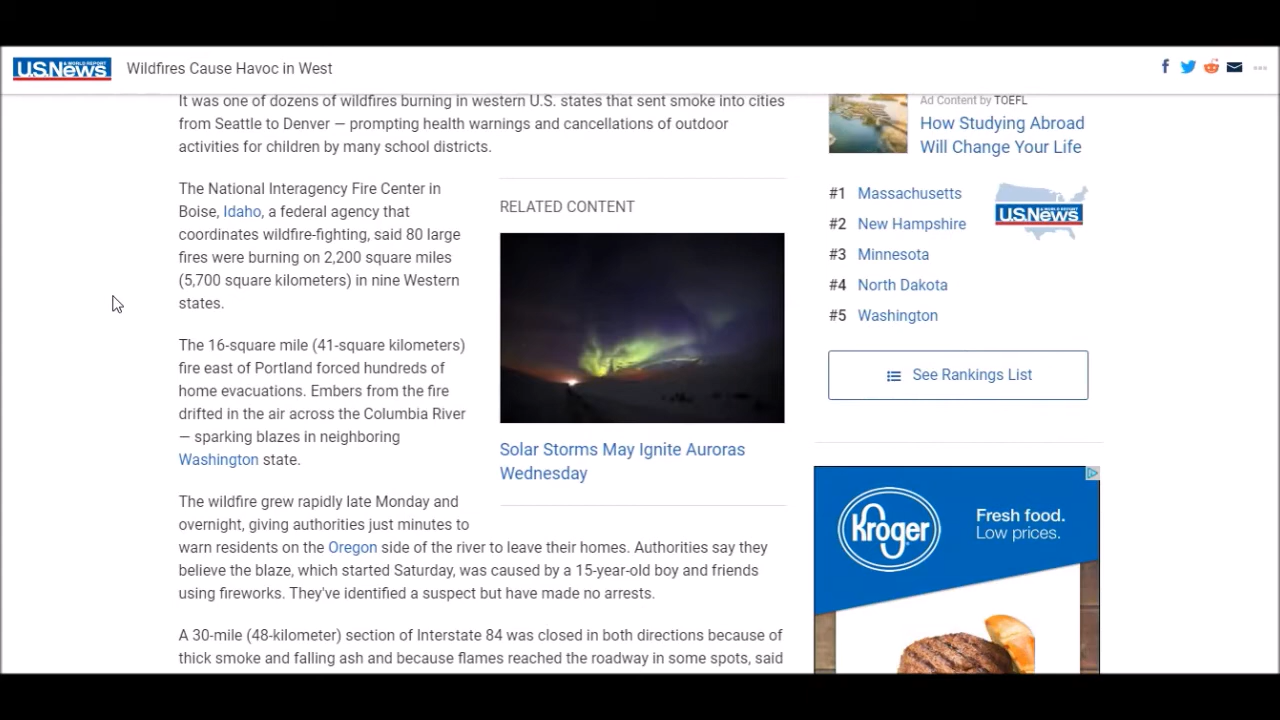 U.S.News
& WORLD REPORT
Wildfires Cause Havoc in West
It was one of dozens of wildfires burning in western U.S. states that sent smoke into cities
from Seattle to Denver — prompting health warnings and cancellations of outdoor
activities for children by many school districts.
The National Interagency Fire Center in
Boise, Idaho, a federal agency that
coordinates wildfire-fighting, said 80 large
fires were burning on 2,200 square miles
(5,700 square kilometers) in nine Western
states.
The 16-square mile (41-square kilometers)
fire east of Portland forced hundreds of
home evacuations. Embers from the fire
drifted in the air across the Columbia River
— sparking blazes in neighboring
Washington state.
RELATED CONTENT
Solar Storms May Ignite Auroras
Wednesday
The wildfire grew rapidly late Monday and
overnight, giving authorities just minutes to
warn residents on the Oregon side of the river to leave their homes. Authorities say they
believe the blaze, which started Saturday, was caused by a 15-year-old boy and friends
using fireworks. They've identified a suspect but have made no arrests.
A 30-mile (48-kilometer) section of Interstate 84 was closed in both directions because of
thick smoke and falling ash and because flames reached the roadway in some spots, said
Ad Content by TOEFL
How Studying Abroad
Will Change Your Life
#1 Massachusetts
#2 New Hampshire
#3 Minnesota
#4 North Dakota
#5 Washington
U.S.News
See Rankings List
Kroger
Fresh food.
Low prices.